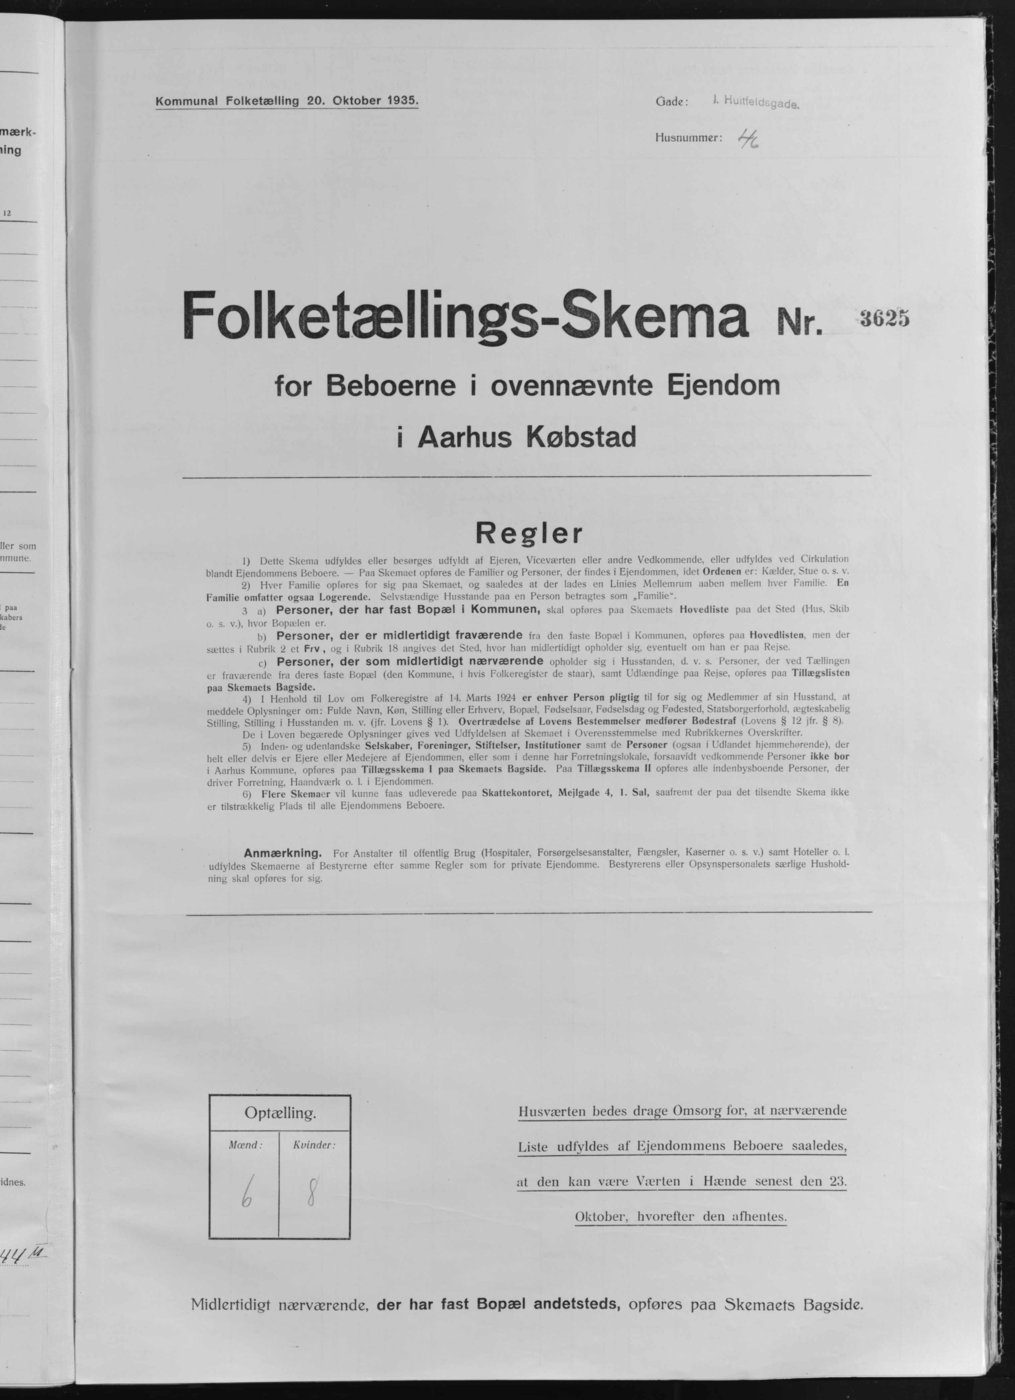 mærk-
ning
12
ller som
mmune.
paa
kabers
le
idnes.
44
Kommunal Folketælling 20. Oktober 1935.
Gade: J. Huitfeldsgade.
Husnummer: 46
Folketællings-Skema Nr. 3625
for Beboerne i ovennævnte Ejendom
i Aarhus Købstad
Regler
1) Dette Skema udfyldes eller besørges udfyldt af Ejeren, Viceværten eller andre Vedkommende, eller udfyldes ved Cirkulation
blandt Ejendommens Beboere. — Paa Skemaet opføres de Familier og Personer, der findes i Ejendommen, idet Ordenen er: Kælder, Stue o. s. v.
2) Hver Familie opføres for sig paa Skemaet, og saaledes at der lades en Linies Mellemrum aaben mellem hver Familie. En
Familie omfatter ogsaa Logerende. Selvstændige Husstande paa en Person betragtes som „Familie“.
3 a) Personer, der har fast Bopæl i Kommunen, skal opføres paa Skemaets Hovedliste paa det Sted (Hus, Skib
o. s. v.), hvor Bopælen er.
b) Personer, der er midlertidigt fraværende fra den faste Bopæl i Kommunen, opføres paa Hovedlisten, men der
sættes i Rubrik 2 et Frv, og i Rubrik 18 angives det Sted, hvor han midlertidigt opholder sig, eventuelt om han er paa Rejse.
c) Personer, der som midlertidigt nærværende opholder sig i Husstanden, d. v. s. Personer, der ved Tællingen
er fraværende fra deres faste Bopæl (den Kommune, i hvis Folkeregister de staar), samt Udlændinge paa Rejse, opføres paa Tillægslisten
paa Skemaets Bagside.
4) I Henhold til Lov om Folkeregistre af 14. Marts 1924 er enhver Person pligtig til for sig og Medlemmer af sin Husstand, at
meddele Oplysninger om: Fulde Navn, Køn, Stilling eller Erhverv, Bopæl, Fødselsaar, Fødselsdag og Fødested, Statsborgerforhold, ægteskabelig
Stilling, Stilling i Husstanden m. v. (jfr. Lovens § 1). Overtrædelse af Lovens Bestemmelser medfører Bødestraf (Lovens § 12 jfr. § 8).
De i Loven begærede Oplysninger gives ved Udfyldelsen af Skemaet i Overensstemmelse med Rubrikkernes Overskrifter.
5) Inden- og udenlandske Selskaber, Foreninger, Stiftelser, Institutioner samt de Personer (ogsaa i Udlandet hjemmehørende), der
helt eller delvis er Ejere eller Medejere af Ejendommen, eller som i denne har Forretningslokale, forsaavidt vedkommende Personer ikke bor
i Aarhus Kommune, opføres paa Tillægsskema I paa Skemaets Bagside. Paa Tillægsskema II opføres alle indenbysboende Personer, der
driver Forretning, Haandværk o. l. i Ejendommen.
6) Flere Skemaer vil kunne faas udleverede paa Skattekontoret, Mejlgade 4, 1. Sal, saafremt der paa det tilsendte Skema ikke
er tilstrækkelig Plads til alle Ejendommens Beboere.
Anmærkning. For Anstalter til offentlig Brug (Hospitaler, Forsørgelsesanstalter, Fængsler, Kaserner o. s. v.) samt Hoteller o. l.
udfyldes Skemaerne af Bestyrerne efter samme Regler som for private Ejendomme. Bestyrerens eller Opsynspersonalets særlige Hushold-
ning skal opføres for sig.
Optælling.
Mænd: Kvinder:
6 8
Husværten bedes drage Omsorg for, at nærværende
Liste udfyldes af Ejendommens Beboere saaledes,
at den kan være Værten i Hænde senest den 23.
Oktober, hvorefter den afhentes.
Midlertidigt nærværende, der har fast Bopæl andetsteds, opføres paa Skemaets Bagside.